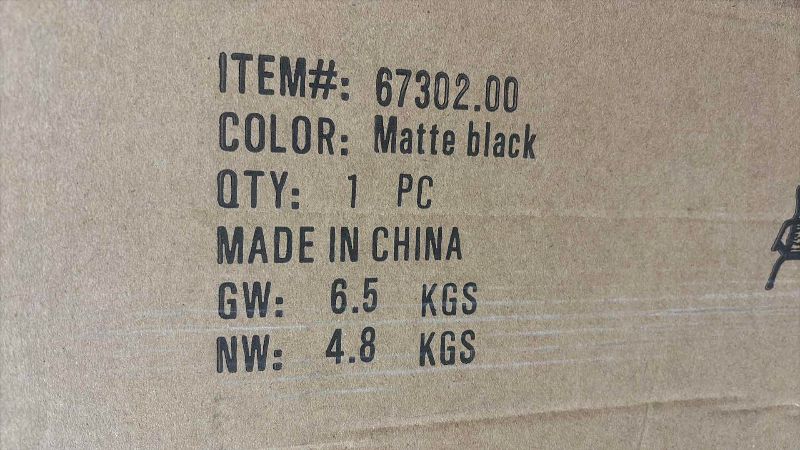 ITEM#: 67302.00
COLOR: Matte black
QTY: 1 PC
MADE IN CHINA
GW: 6.5 KGS
NW: 4.8 KGS